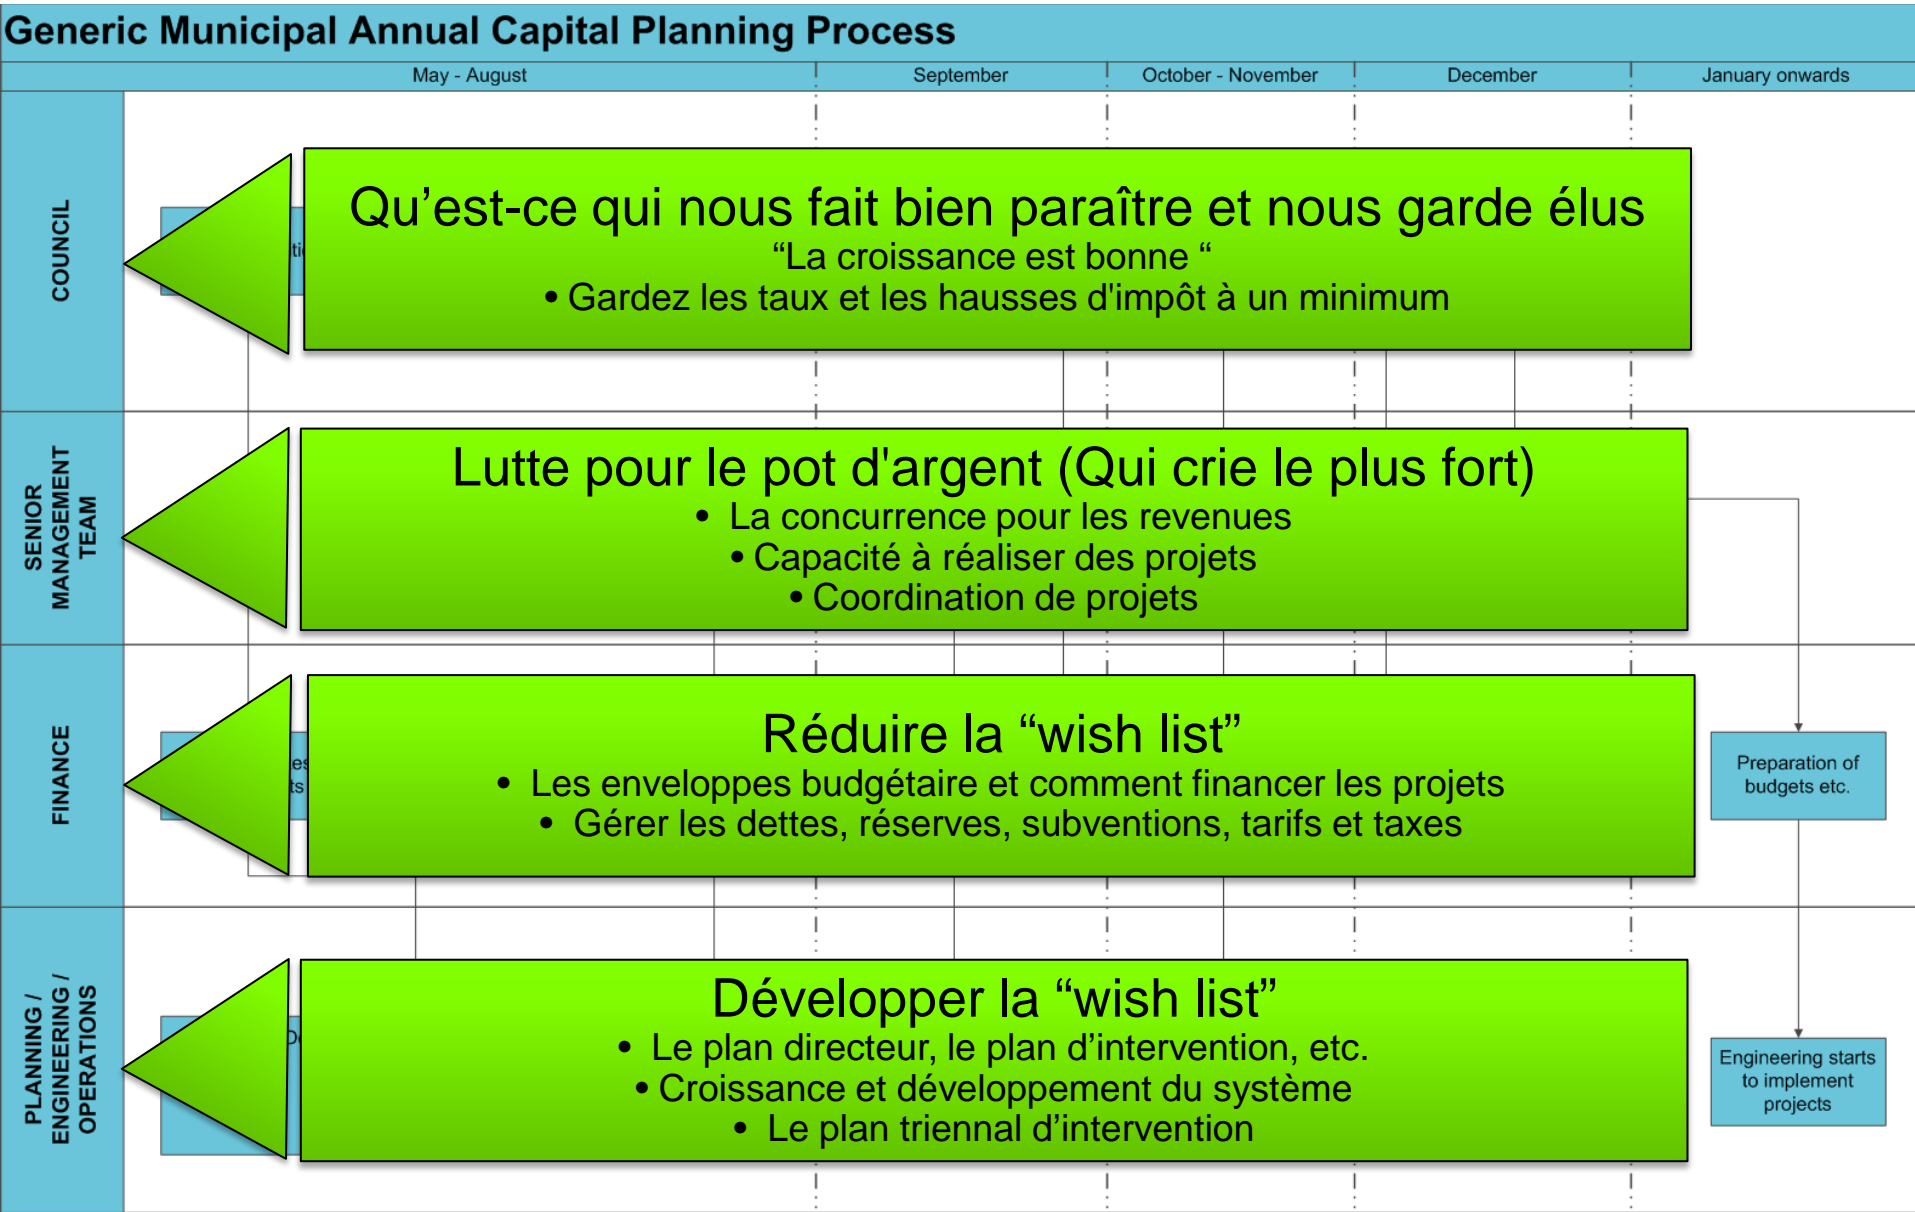 Generic Municipal Annual Capital Planning Process
May - August
September
October - November
December
January onwards
COUNCIL
Qu’est-ce qui nous fait bien paraître et nous garde élus
“La croissance est bonne “
• Gardez les taux et les hausses d'impôt à un minimum
SENIOR
MANAGEMENT
TEAM
Lutte pour le pot d'argent (Qui crie le plus fort)
• La concurrence pour les revenues
• Capacité à réaliser des projets
• Coordination de projets
FINANCE
Réduire la “wish list”
• Les enveloppes budgétaire et comment financer les projets
• Gérer les dettes, réserves, subventions, tarifs et taxes
Preparation of
budgets etc.
PLANNING /
ENGINEERING /
OPERATIONS
Développer la “wish list”
• Le plan directeur, le plan d’intervention, etc.
• Croissance et développement du système
• Le plan triennal d’intervention
Engineering starts
to implement
projects